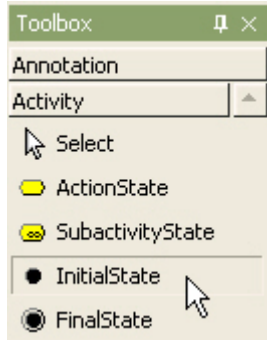 Toolbox
Annotation
Activity
Select
ActionState
SubactivityState
InitialState
FinalState